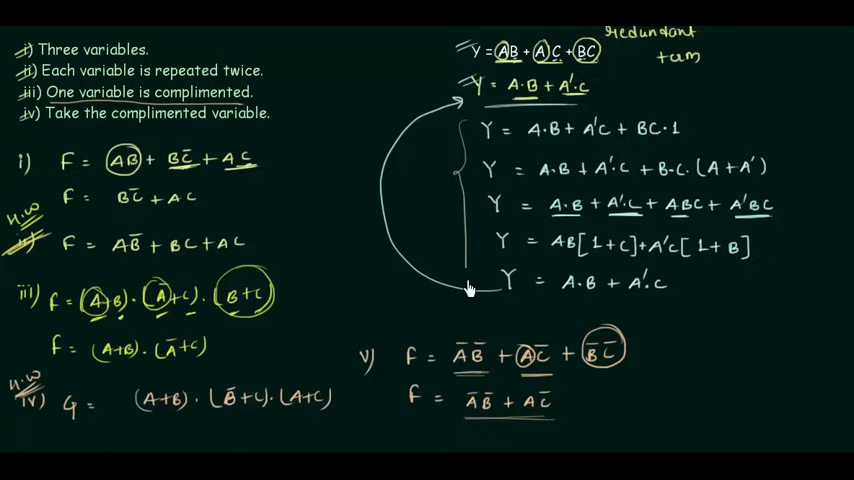 i) Three variables.
ii) Each variable is repeated twice.
iii) One variable is complimented.
iv) Take the complimented variable.
i) F = AB + BC̅ + AC
F = BC̅ + AC
H.W
ii) F = AB̅ + BC + AC
iii) F = (A+B) · (A̅+C) · (B+C)
F = (A+B) · (A̅+C)
H.W
iv) G = (A+B) · (B̅+C) · (A+C)
redundant
term
Y = AB + A̅C + BC
Y = A·B + A'·C
Y = A·B + A'C + BC·1
Y = A·B + A'·C + B·C·(A+A')
Y = A·B + A'·C + ABC + A'BC
Y = AB[1+C] + A'C[1+B]
Y = A·B + A'·C
v) F = A̅B̅ + AC̅ + B̅C̅
F = A̅B̅ + AC̅